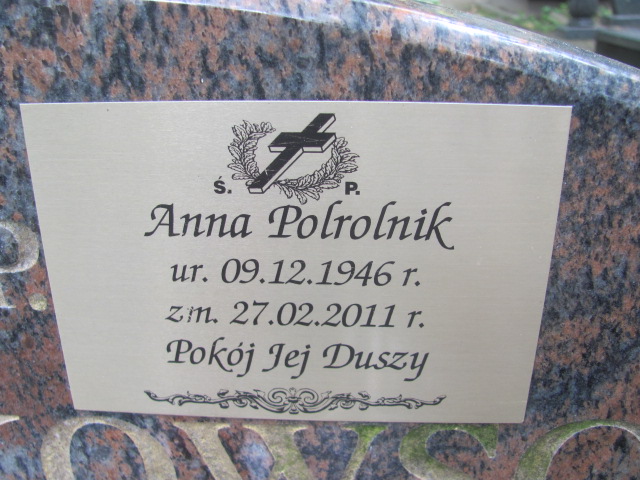 Ś. P.
Anna Polrolnik
ur. 09.12.1946 r.
zm. 27.02.2011 r.
Pokój Jej Duszy